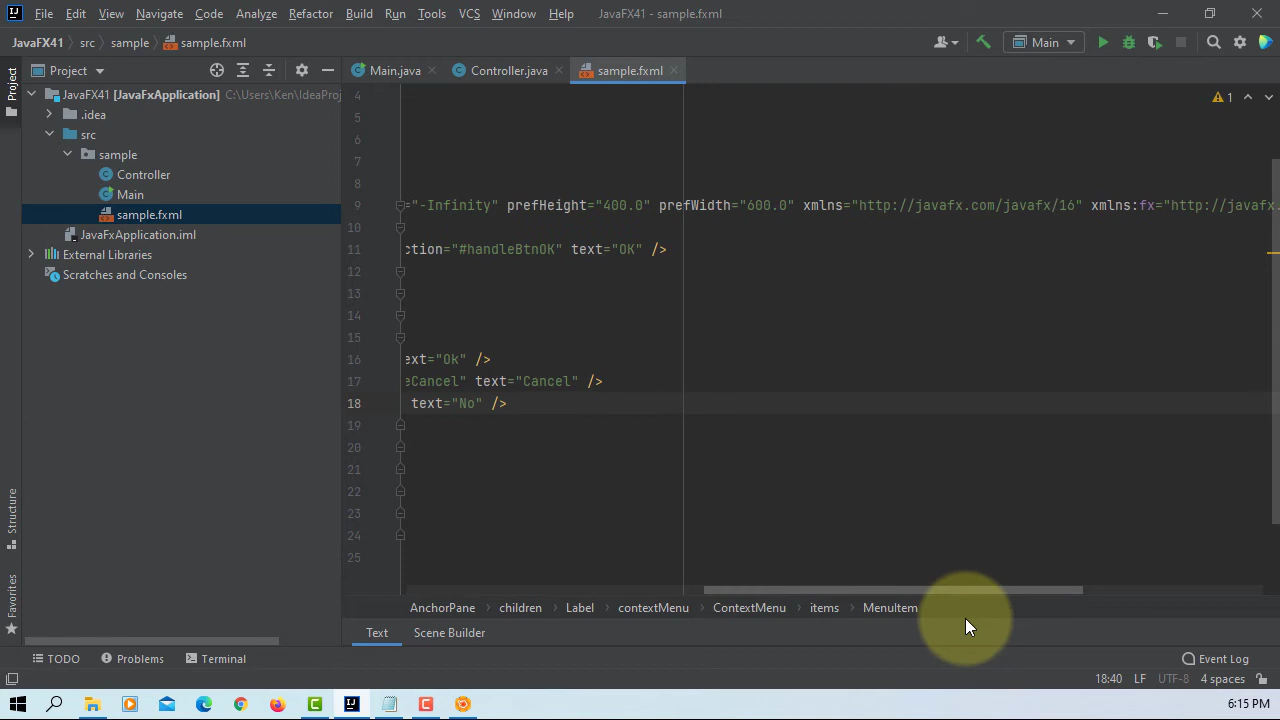 File Edit View Navigate Code Analyze Refactor Build Run Tools VCS Window Help JavaFX41 - sample.fxml
JavaFX41 src sample sample.fxml Main
Project Main.java Controller.java sample.fxml
Project
JavaFX41 [JavaFxApplication] C:\Users\Ken\IdeaProj
.idea
src
sample
Controller
Main
sample.fxml
JavaFxApplication.iml
External Libraries
Scratches and Consoles
1
4
5
6
7
8
9 ="-Infinity" prefHeight="400.0" prefWidth="600.0" xmlns="http://javafx.com/javafx/16" xmlns:fx="http://javafx.
10
11 ction="#handleBtnOK" text="OK" />
12
13
14
15
16 ext="Ok" />
17 eCancel" text="Cancel" />
18 text="No" />
19
20
21
22
23
24
25
Structure
Favorites
AnchorPane children Label contextMenu ContextMenu items MenuItem
Text Scene Builder
TODO Problems Terminal Event Log
18:40 LF UTF-8 4 spaces
6:15 PM